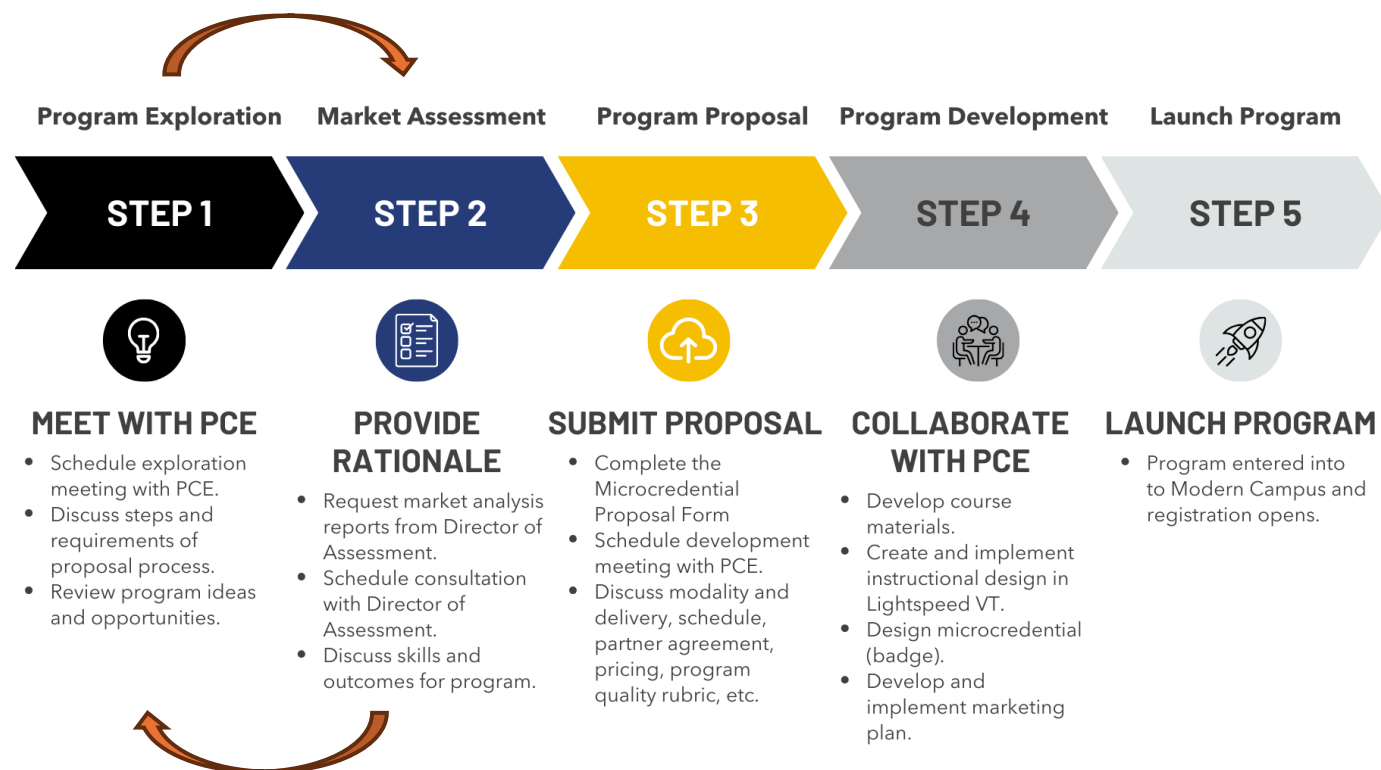 Program Exploration
Market Assessment
Program Proposal
Program Development
Launch Program
STEP 1
STEP 2
STEP 3
STEP 4
STEP 5
MEET WITH PCE
• Schedule exploration
meeting with PCE.
• Discuss steps and
requirements of
proposal process.
• Review program ideas
and opportunities.
PROVIDE
RATIONALE
• Request market analysis
reports from Director of
Assessment.
• Schedule consultation
with Director of
Assessment.
• Discuss skills and
outcomes for program.
SUBMIT PROPOSAL
• Complete the
Microcredential
Proposal Form
• Schedule development
meeting with PCE.
• Discuss modality and
delivery, schedule,
partner agreement,
pricing, program
quality rubric, etc.
COLLABORATE
WITH PCE
• Develop course
materials.
• Create and implement
instructional design in
Lightspeed VT.
• Design microcredential
(badge).
• Develop and
implement marketing
plan.
LAUNCH PROGRAM
• Program entered into
to Modern Campus and
registration opens.